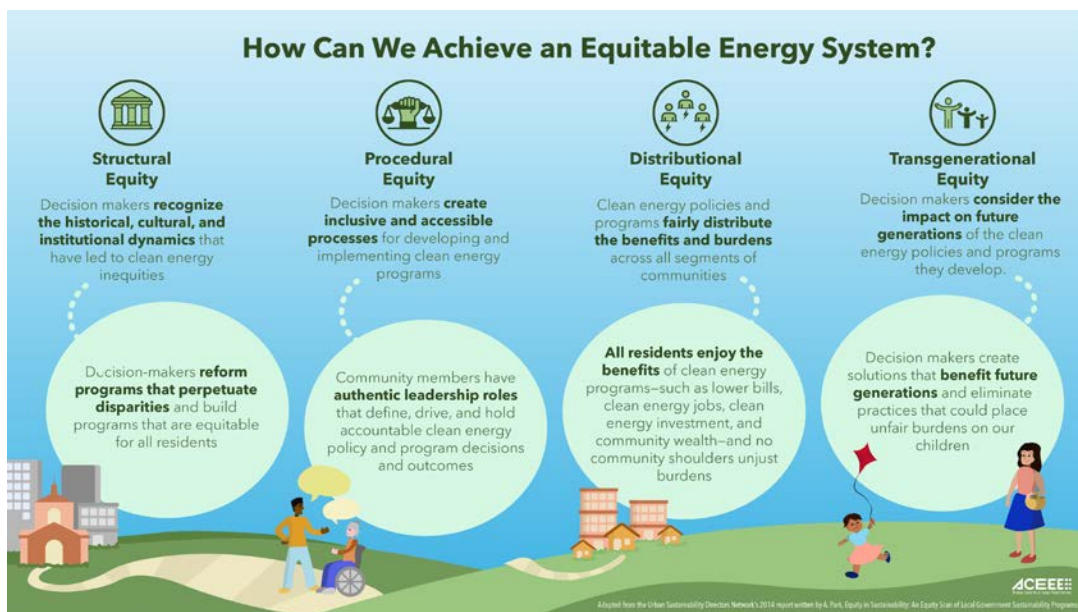 How Can We Achieve an Equitable Energy System?
Structural
Equity
Decision makers recognize
the historical, cultural, and
institutional dynamics that
have led to clean energy
inequities
Decision-makers reform
programs that perpetuate
disparities and build
programs that are equitable
for all residents
Procedural
Equity
Decision makers create
inclusive and accessible
processes for developing and
implementing clean energy
programs
Community members have
authentic leadership roles
that define, drive, and hold
accountable clean energy
policy and program decisions
and outcomes
Distributional
Equity
Clean energy policies and
programs fairly distribute
the benefits and burdens
across all segments of
communities
All residents enjoy the
benefits of clean energy
programs—such as lower bills,
clean energy jobs, clean
energy investment, and
community wealth—and no
community shoulders unjust
burdens
Transgenerational
Equity
Decision makers consider the
impact on future
generations of the clean
energy policies and programs
they develop.
Decision makers create
solutions that benefit future
generations and eliminate
practices that could place
unfair burdens on our
children
ACEEE
Adapted from the Urban Sustainability Directors Network's 2014 report written by A. Park, Equity in Sustainability: An Equity Scan of Local Government Sustainability Programs